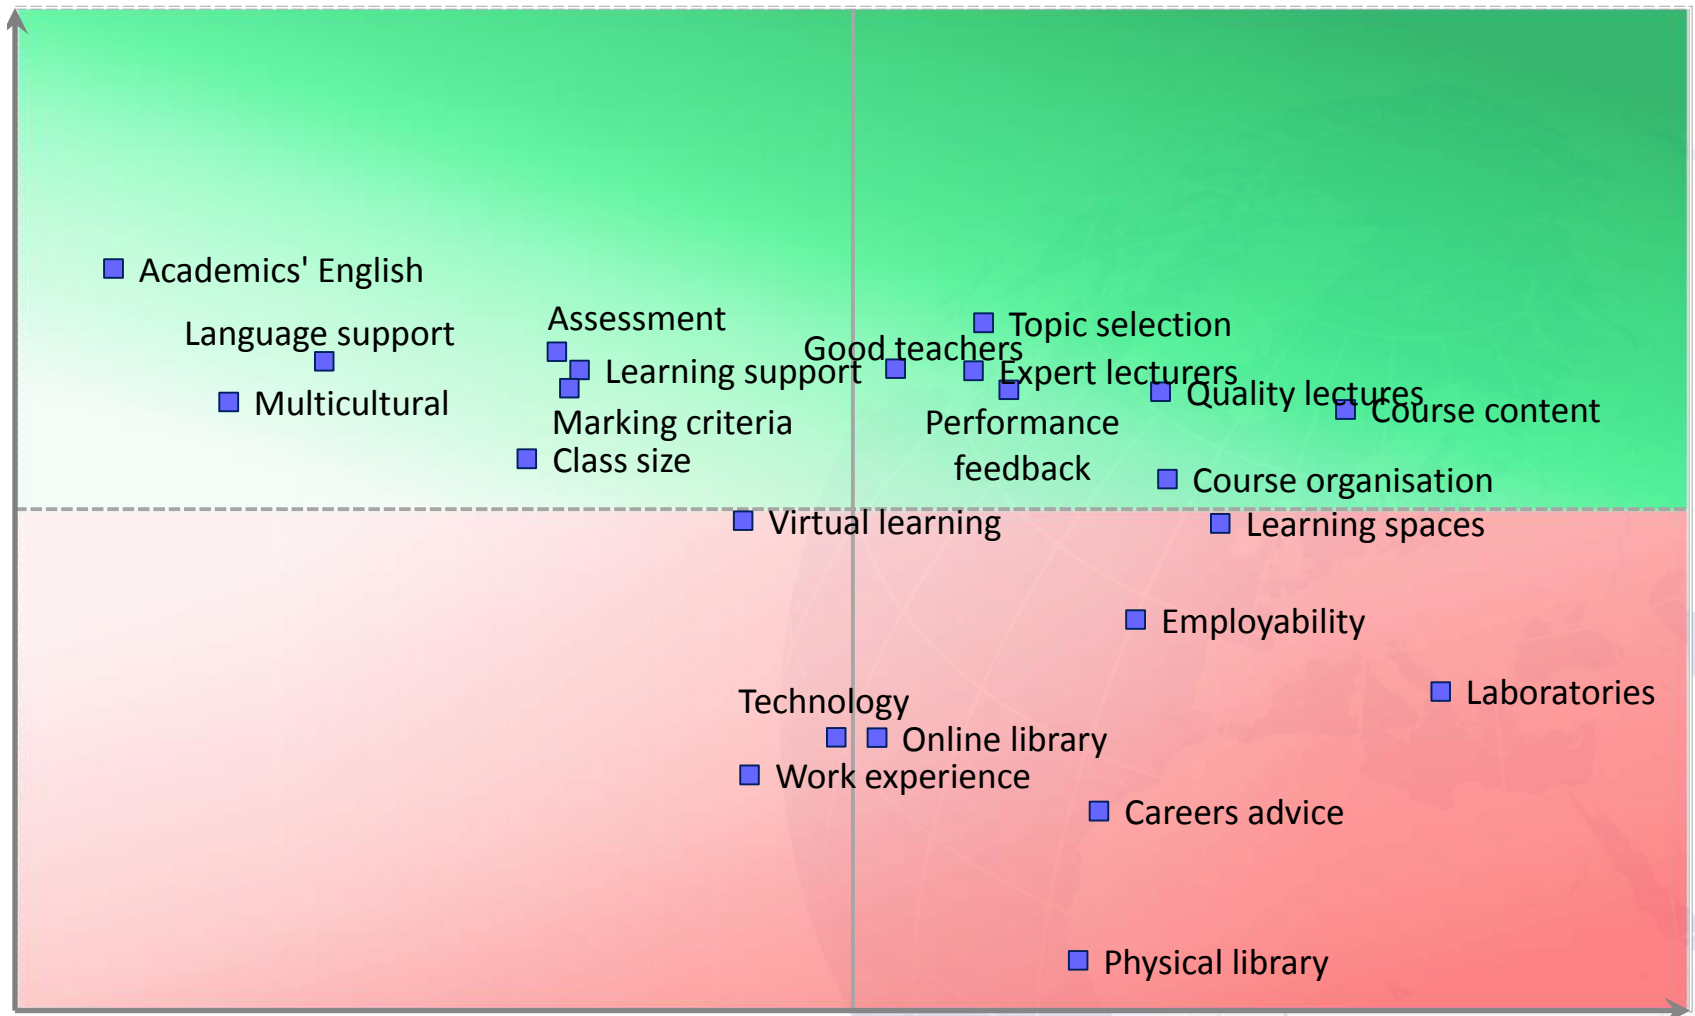 Academics' English
Assessment
Topic selection
Language support
Good teachers
Learning support
Expert lecturers
Quality lectures
Multicultural
Course content
Marking criteria
Performance
feedback
Class size
Course organisation
Virtual learning
Learning spaces
Employability
Laboratories
Technology
Online library
Work experience
Careers advice
Physical library